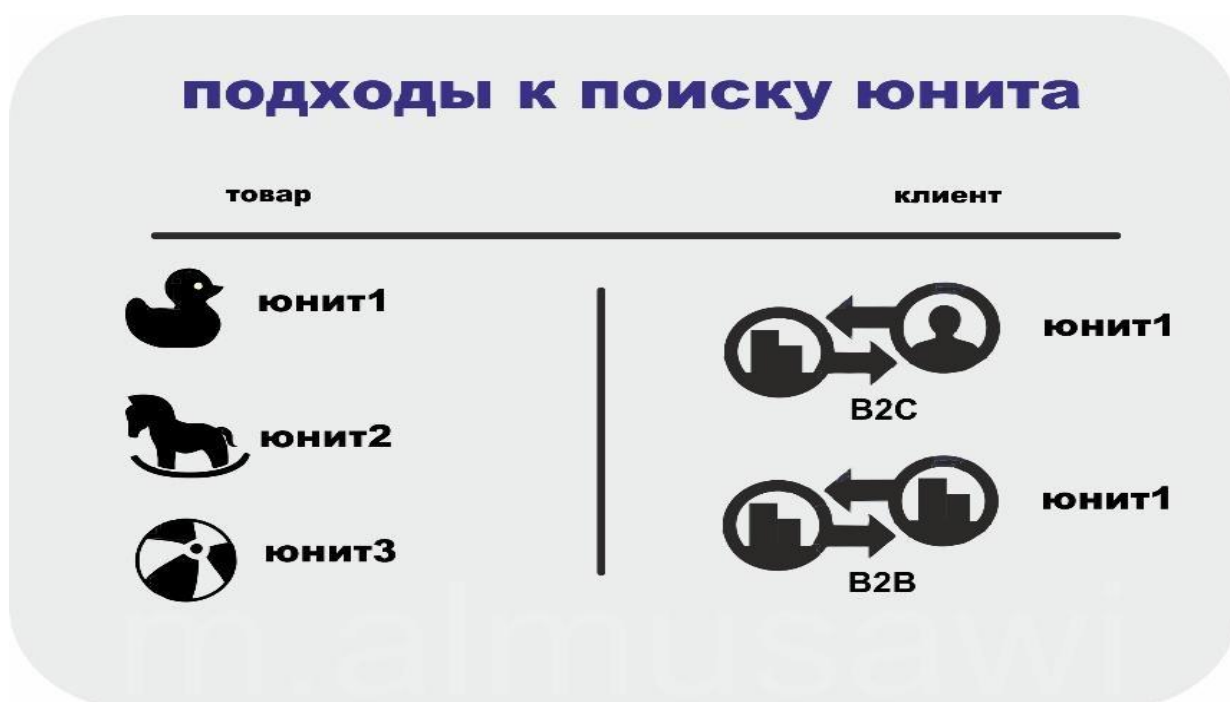 подходы к поиску юнита
товар
клиент
юнит1
юнит2
юнит3
юнит1
B2C
юнит1
B2B
m.almusawi